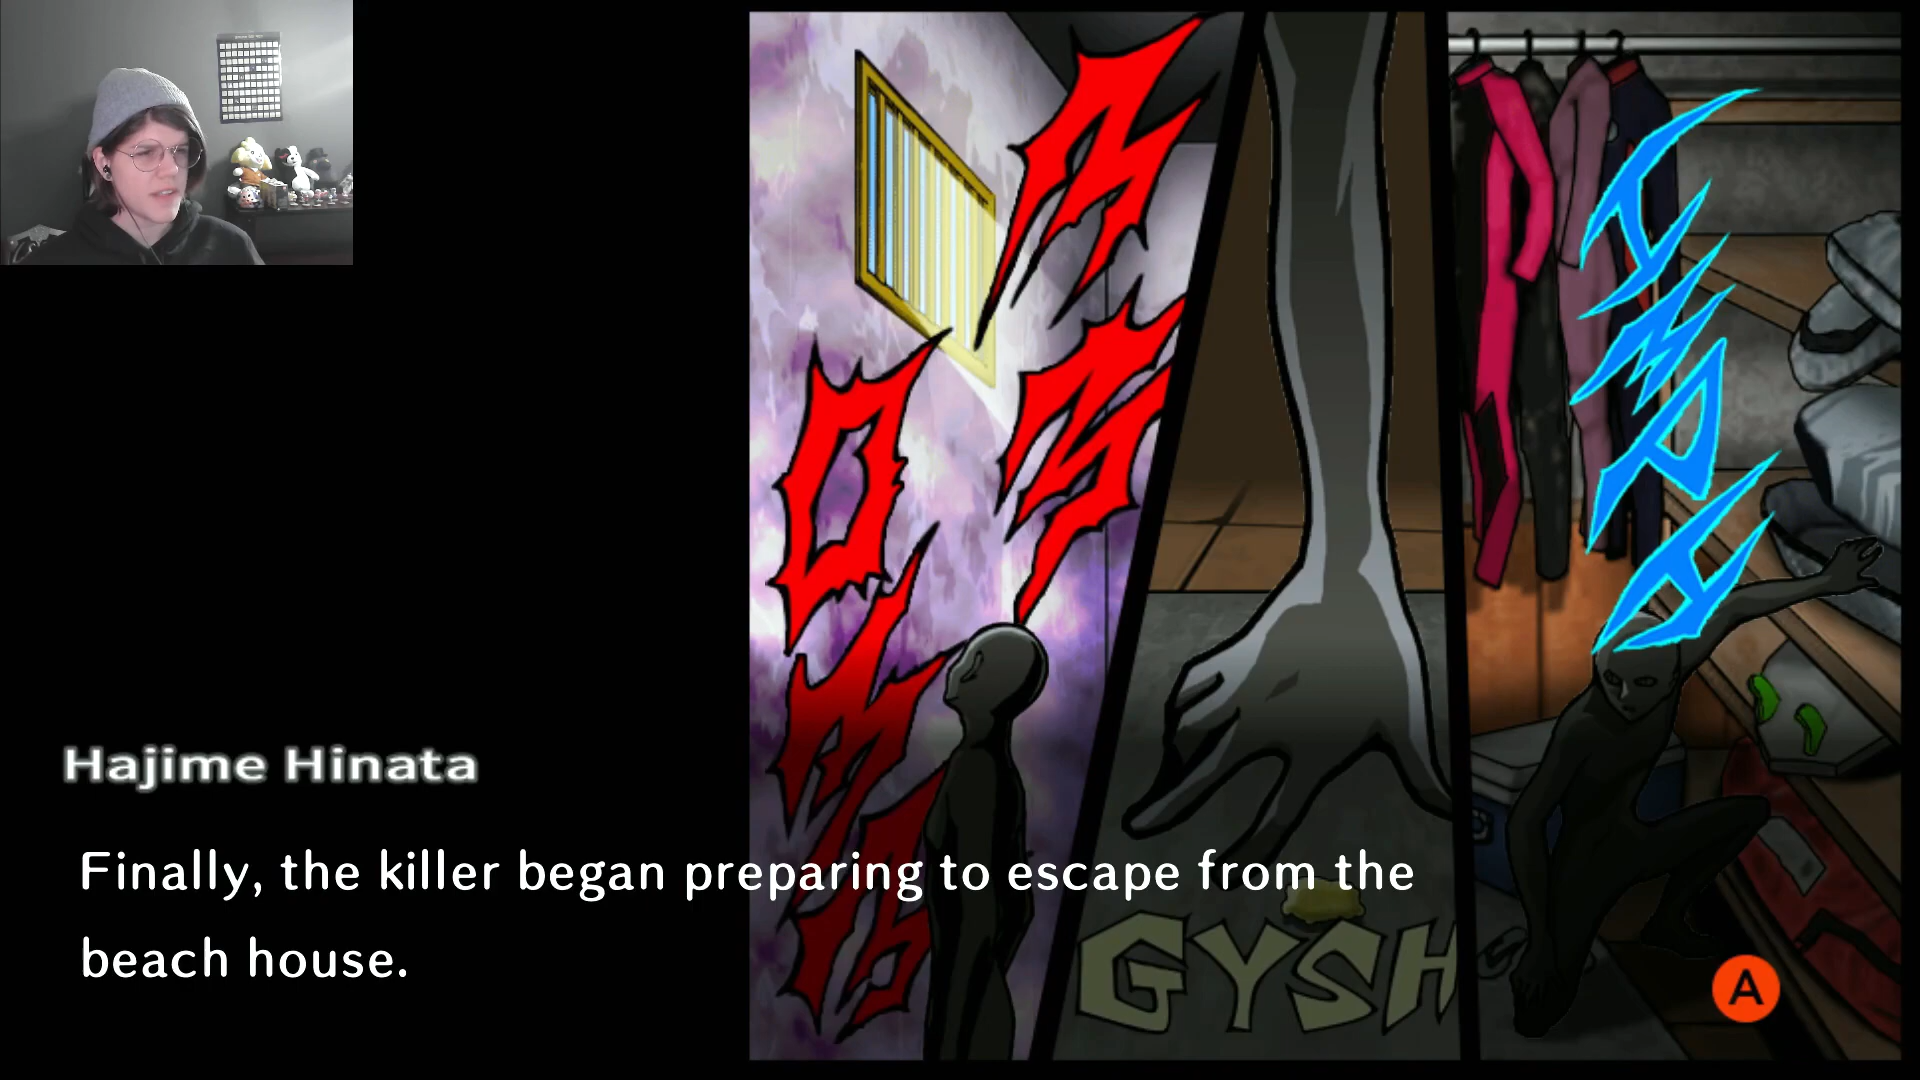 Hajime Hinata
Finally, the killer began preparing to escape from the
beach house.
GYSH
A